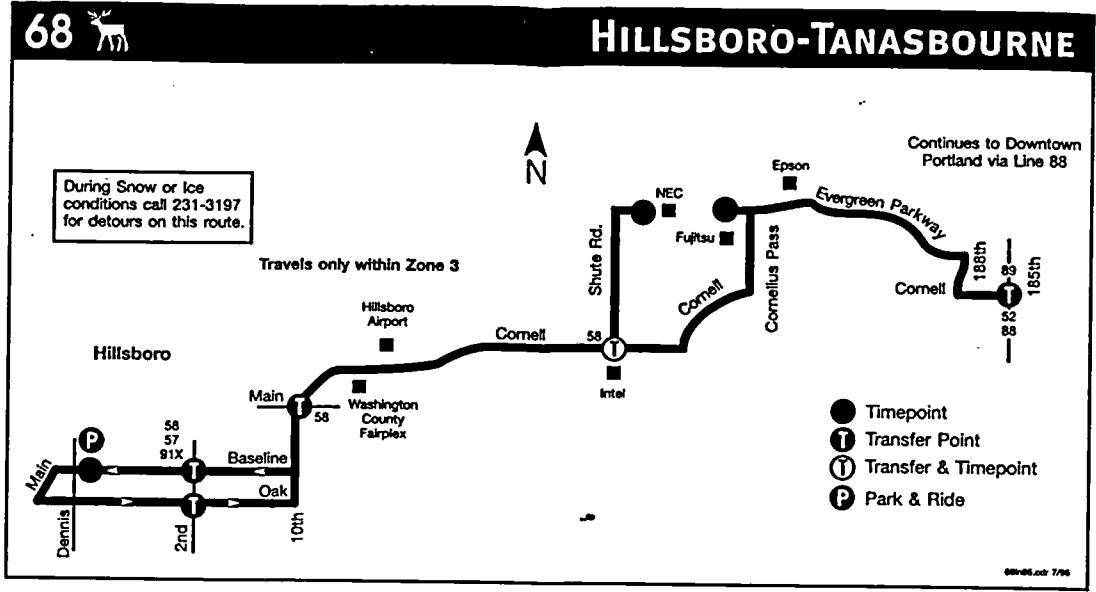 68
HILLSBORO-TANASBOURNE
Continues to Downtown
Portland via Line 88
During Snow or Ice
conditions call 231-3197
for detours on this route.
N
Epson
NEC
Evergreen Parkway
Fujitsu
Shute Rd.
Cornelius Pass
188th
89
185th
Travels only within Zone 3
Cornell
Cornell
T
52
88
Hillsboro
Airport
Cornell
58
T
Hillsboro
Intel
Main
T
58
Washington
County
Fairplex
Timepoint
T
Transfer Point
T
Transfer & Timepoint
P
Park & Ride
58
57
91X
P
Baseline
T
Main
Oak
T
Dennis
2nd
10th